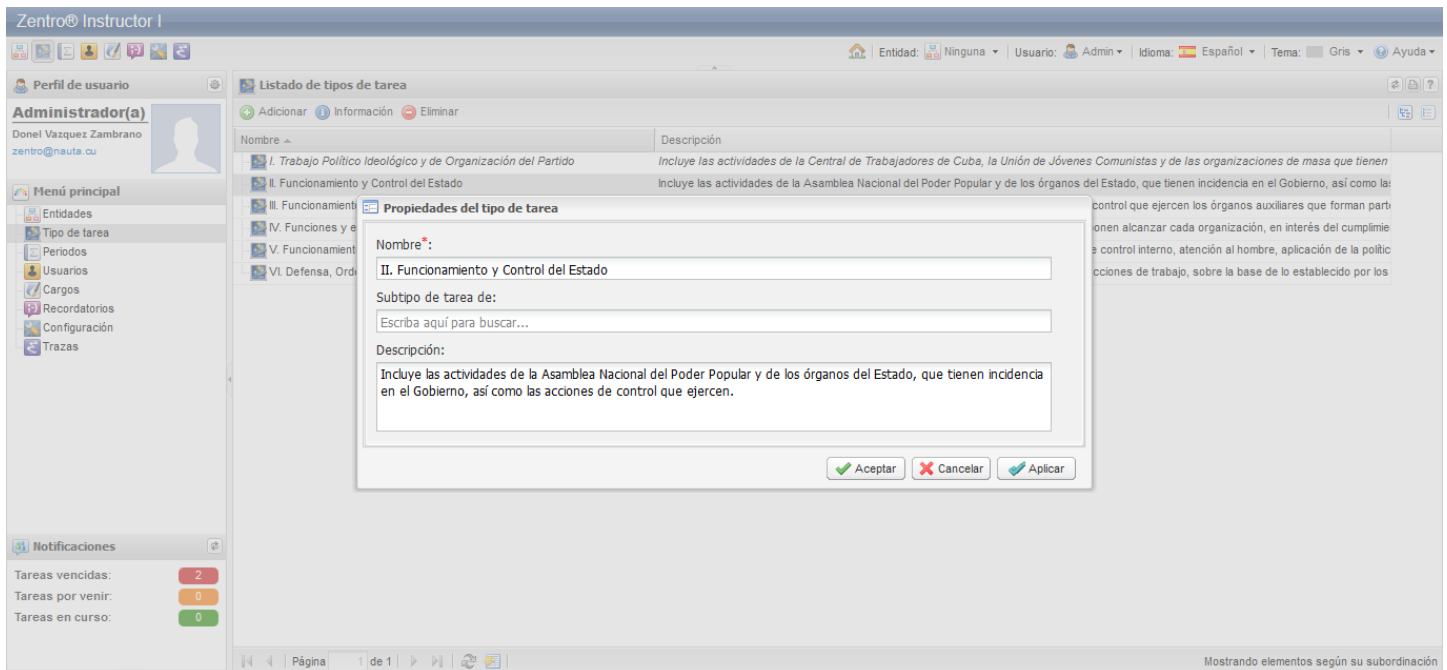 Zentro® Instructor I
Entidad: Ninguna Usuario: Admin Idioma: Español Tema: Gris Ayuda
Perfil de usuario
Administrador(a)
Donel Vazquez Zambrano
zentro@nauta.cu
Menú principal
Entidades
Tipo de tarea
Periodos
Usuarios
Cargos
Recordatorios
Configuración
Trazas
Notificaciones
Tareas vencidas: 2
Tareas por venir: 0
Tareas en curso: 0
Listado de tipos de tarea
Adicionar Información Eliminar
Nombre Descripción
I. Trabajo Político Ideológico y de Organización del Partido Incluye las actividades de la Central de Trabajadores de Cuba, la Unión de Jóvenes Comunistas y de las organizaciones de masa que tienen
II. Funcionamiento y Control del Estado Incluye las actividades de la Asamblea Nacional del Poder Popular y de los órganos del Estado, que tienen incidencia en el Gobierno, así como las
III. Funcionamient control que ejercen los órganos auxiliares que forman part
IV. Funciones y e onen alcanzar cada organización, en interés del cumplimie
V. Funcionamient e control interno, atención al hombre, aplicación de la polític
VI. Defensa, Orde cciones de trabajo, sobre la base de lo establecido por los
Propiedades del tipo de tarea
Nombre*:
II. Funcionamiento y Control del Estado
Subtipo de tarea de:
Escriba aquí para buscar...
Descripción:
Incluye las actividades de la Asamblea Nacional del Poder Popular y de los órganos del Estado, que tienen incidencia
en el Gobierno, así como las acciones de control que ejercen.
Aceptar Cancelar Aplicar
Página 1 de 1 Mostrando elementos según su subordinación